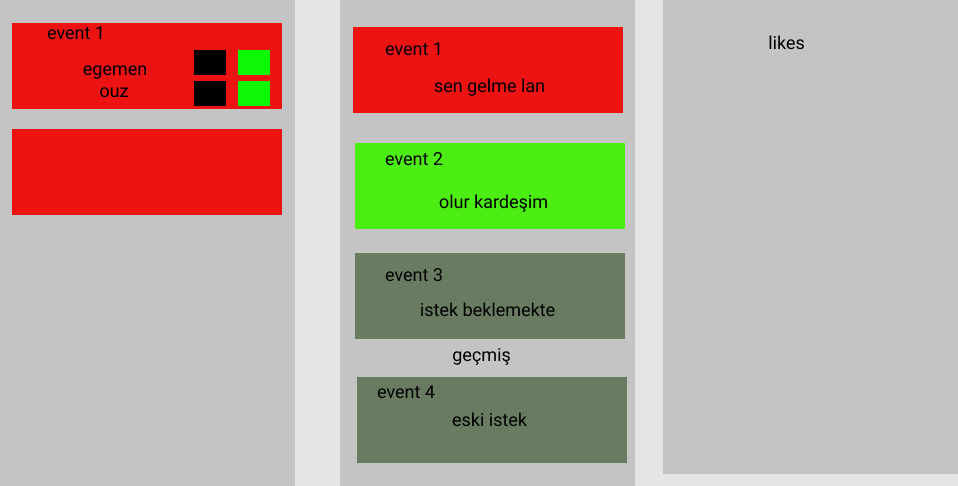 event 1
egemen
ouz
event 1
sen gelme lan
event 2
olur kardeşim
event 3
istek beklemekte
geçmiş
event 4
eski istek
likes